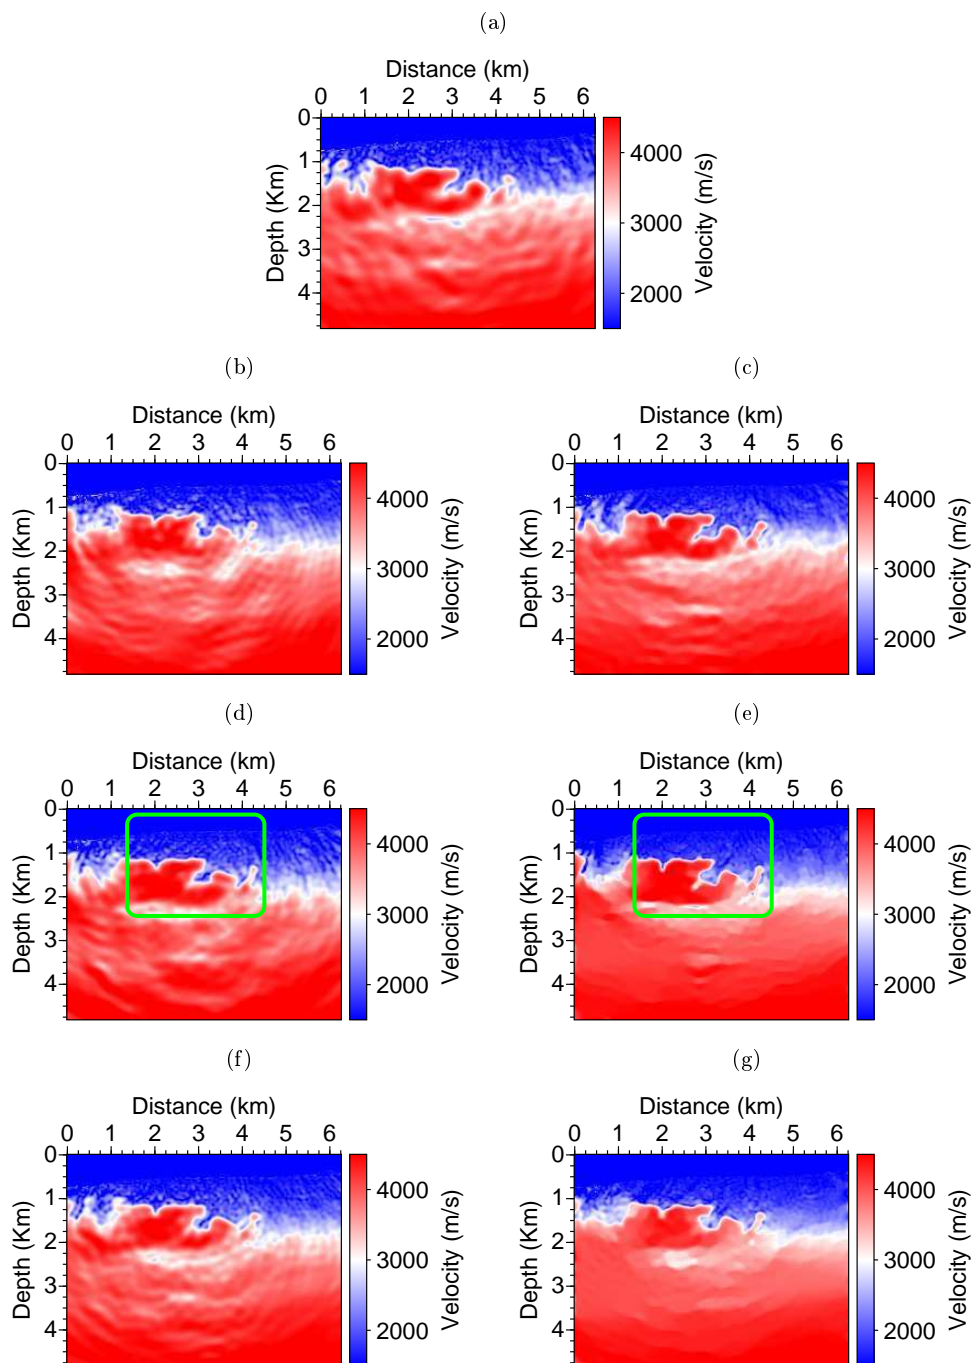 (a)
Distance (km)
0 1 2 3 4 5 6
0
1
2
3
4
Depth (Km)
4000
3000
2000
Velocity (m/s)
(b)
Distance (km)
0 1 2 3 4 5 6
0
1
2
3
4
Depth (Km)
4000
3000
2000
Velocity (m/s)
(c)
Distance (km)
0 1 2 3 4 5 6
0
1
2
3
4
Depth (Km)
4000
3000
2000
Velocity (m/s)
(d)
Distance (km)
0 1 2 3 4 5 6
0
1
2
3
4
Depth (Km)
4000
3000
2000
Velocity (m/s)
(e)
Distance (km)
0 1 2 3 4 5 6
0
1
2
3
4
Depth (Km)
4000
3000
2000
Velocity (m/s)
(f)
Distance (km)
0 1 2 3 4 5 6
0
1
2
3
4
Depth (Km)
4000
3000
2000
Velocity (m/s)
(g)
Distance (km)
0 1 2 3 4 5 6
0
1
2
3
4
Depth (Km)
4000
3000
2000
Velocity (m/s)